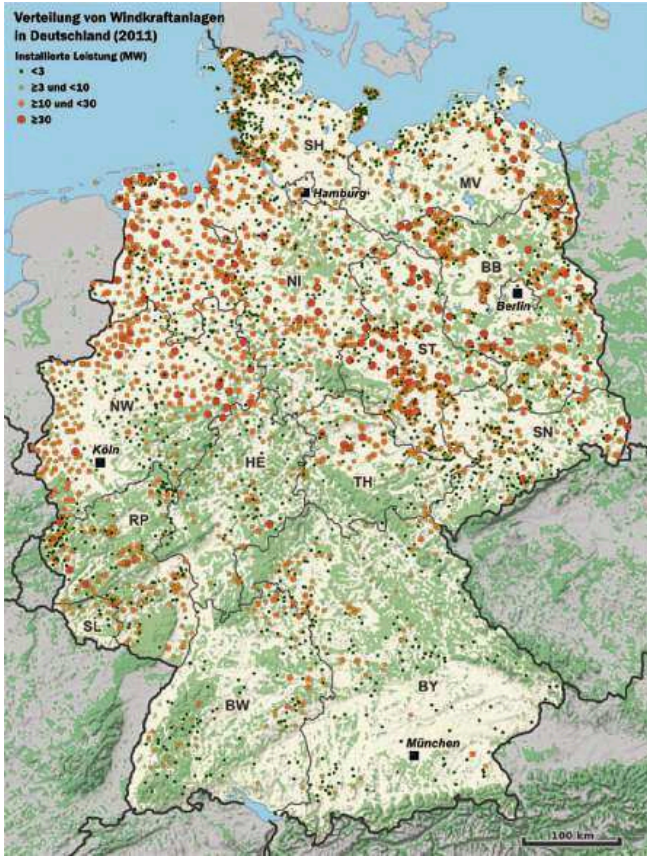 Verteilung von Windkraftanlagen
in Deutschland (2011)
Installierte Leistung (MW)
<3
≥3 und <10
≥10 und <30
≥30
SH
Hamburg
MV
BB
NI
Berlin
ST
NW
SN
Köln
HE
TH
RP
SL
BY
BW
München
100 km